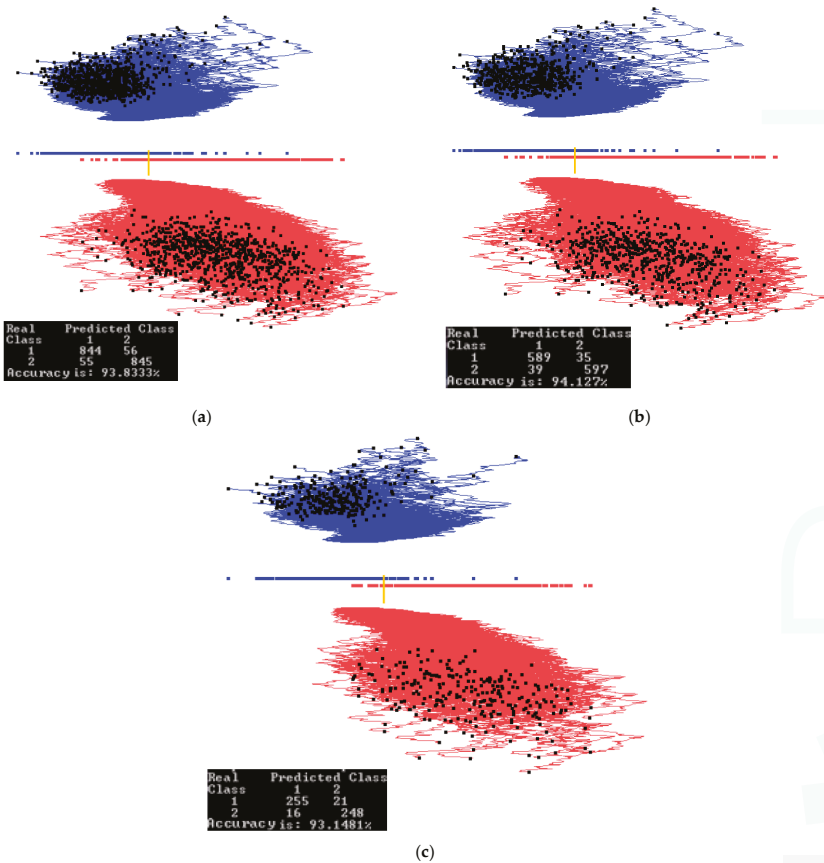 Real Predicted Class
Class 1 2
1 844 56
2 55 845
Accuracy is: 93.8333%
(a)
Real Predicted Class
Class 1 2
1 589 35
2 39 597
Accuracy is: 94.127%
(b)
Real Predicted Class
Class 1 2
1 255 21
2 16 248
Accuracy is: 93.1481%
(c)